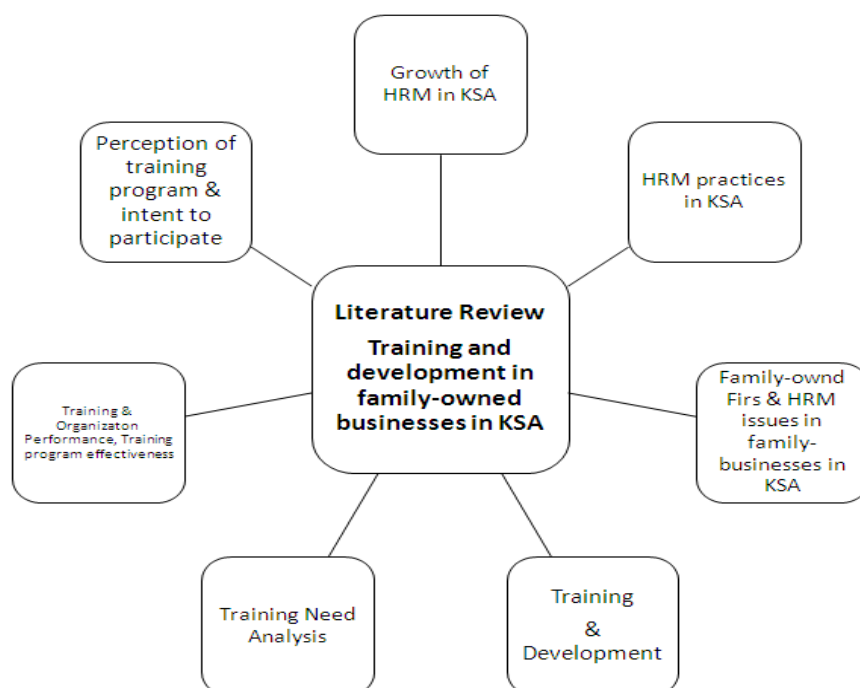 Growth of
HRM in KSA
Perception of
training
program &
intent to
participate
HRM practices
in KSA
Literature Review
Training and
development in
family-owned
businesses in KSA
Training &
Organizaton
Performance, Training
program effectiveness
Family-ownd
Firs & HRM
issues in
family-
businesses in
KSA
Training Need
Analysis
Training
&
Development